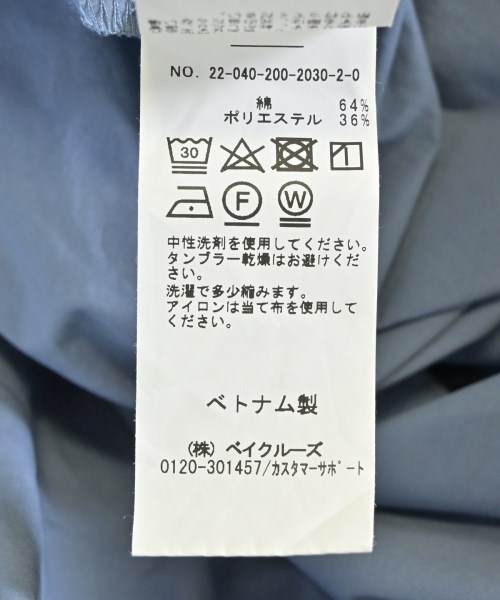 NO. 22-040-200-2030-2-0
綿 64%
ポリエステル 36%
30
F W
中性洗剤を使用してください。
タンブラー乾燥はお避けくだ
さい。
洗濯で多少縮みます。
アイロンは当て布を使用して
ください。
ベトナム製
(株) ベイクルーズ
0120-301457/カスタマーサポート